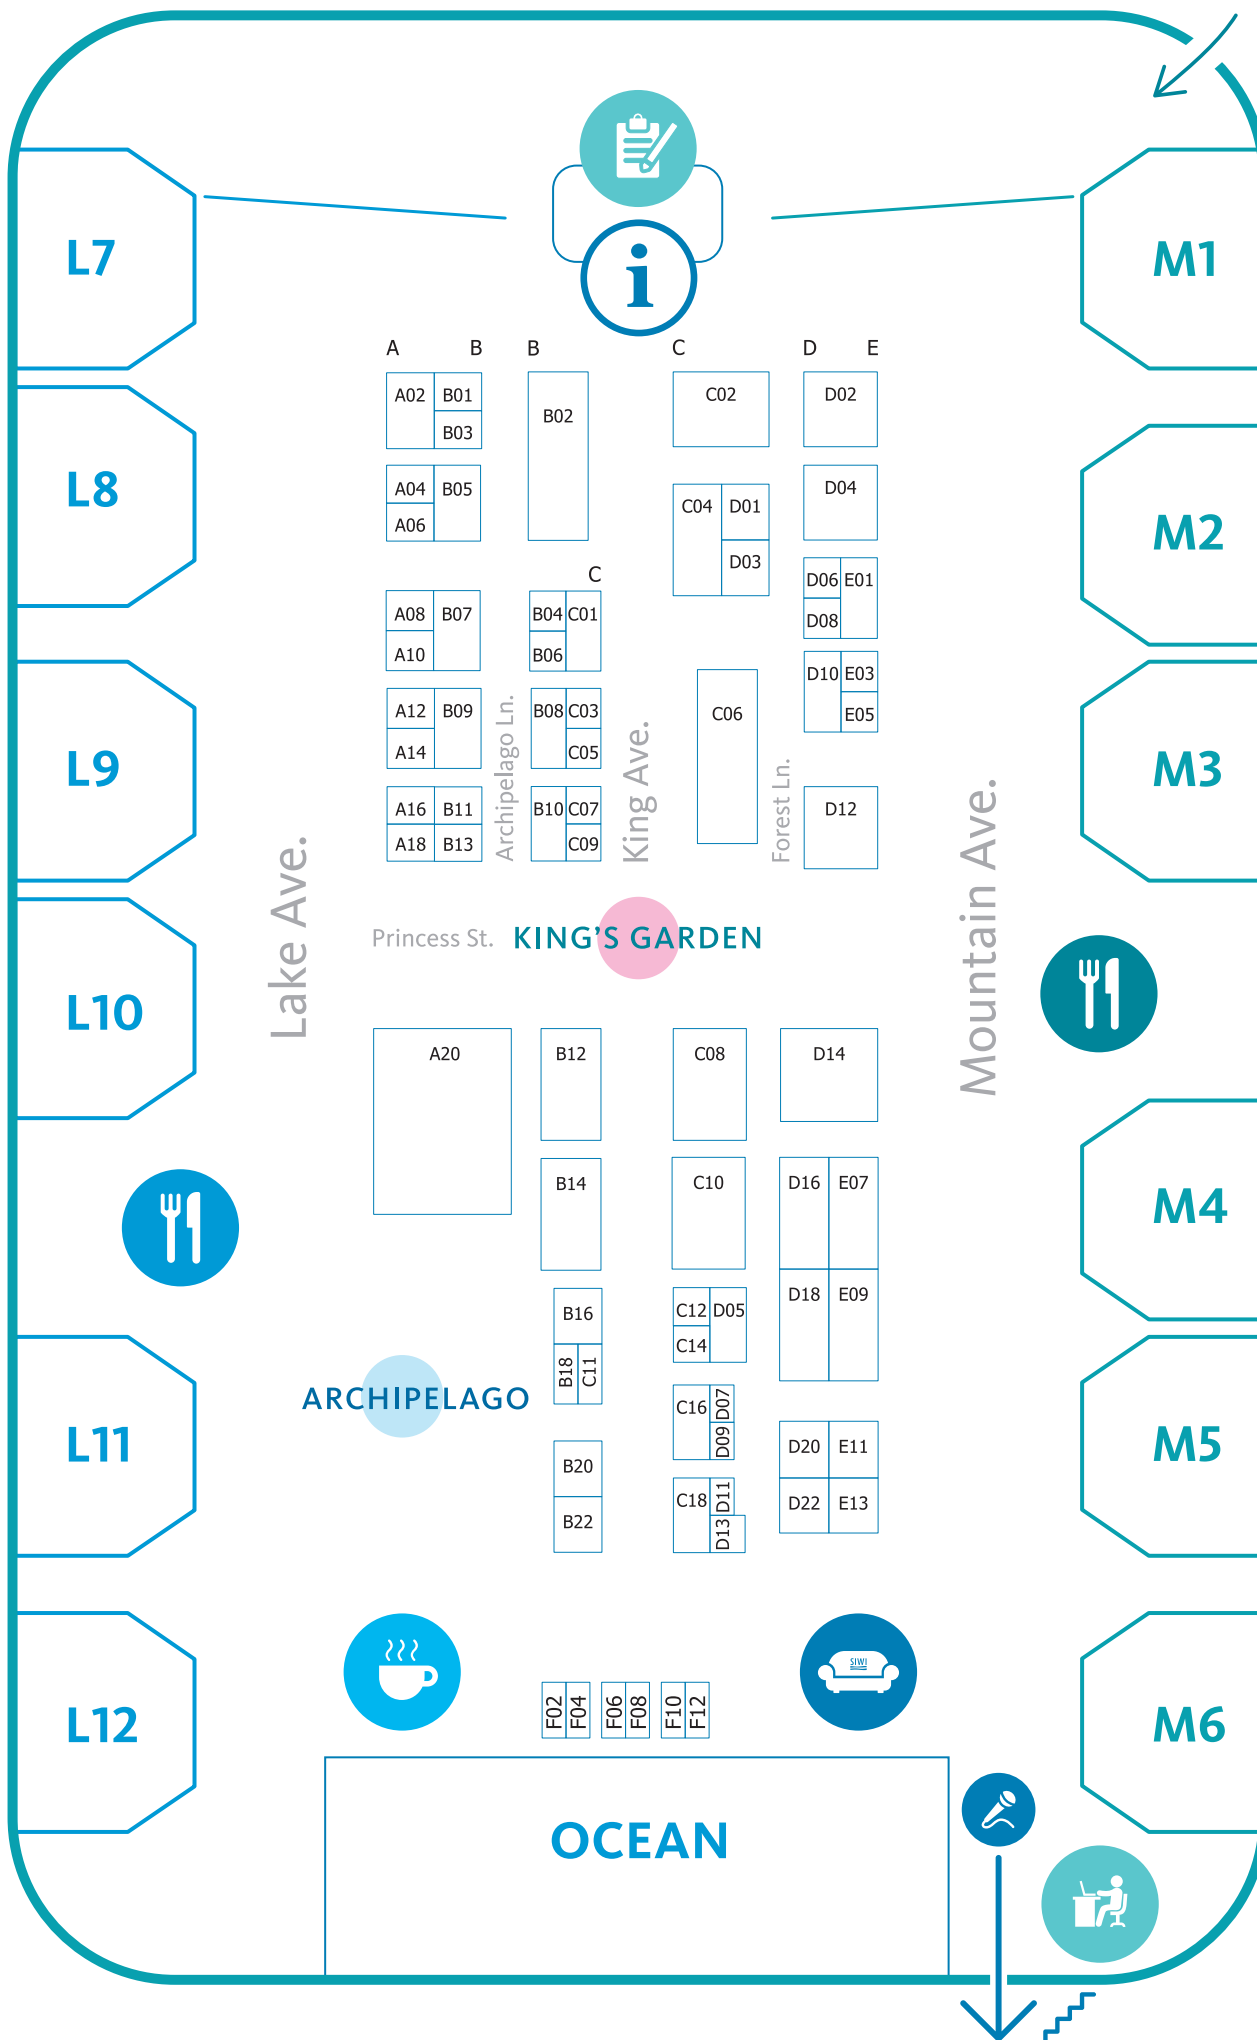 L7
M1
A B B C D E
A02 B01 B02 C02 D02
B03
L8
A04 B05 C04 D01 D04
A06
M2
D03
C
D06 E01
A08 B07 B04 C01 D08
A10 B06
D10 E03
A12 B09 B08 C03 C06 E05
A14 C05
L9
M3
A16 B11 B10 C07 D12
A18 B13 C09
Archipelago Ln.
King Ave.
Forest Ln.
Lake Ave.
Mountain Ave.
Princess St. KING'S GARDEN
L10
A20 B12 C08 D14
B14 C10 D16 E07
M4
D18 E09
B16 C12 D05
C14
B18 C11
ARCHIPELAGO
C16 D07
D09
L11
M5
D20 E11
B20
C18 D11
D22 E13
B22
D13
SIWI
F02 F04 F06 F08 F10 F12
L12
M6
OCEAN